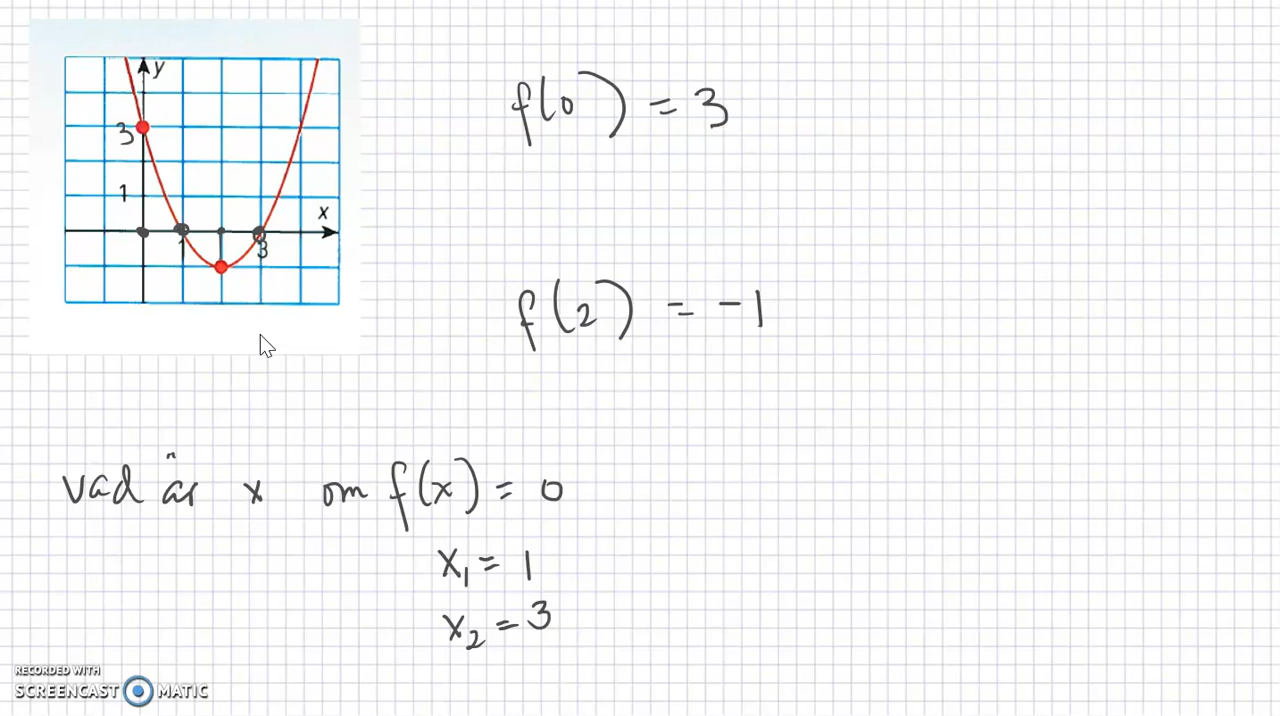 y
3
1
x
1
3
f(0) = 3
f(2) = -1
vad är x om f(x) = 0
x₁ = 1
x₂ = 3
RECORDED WITH
SCREENCAST MATIC